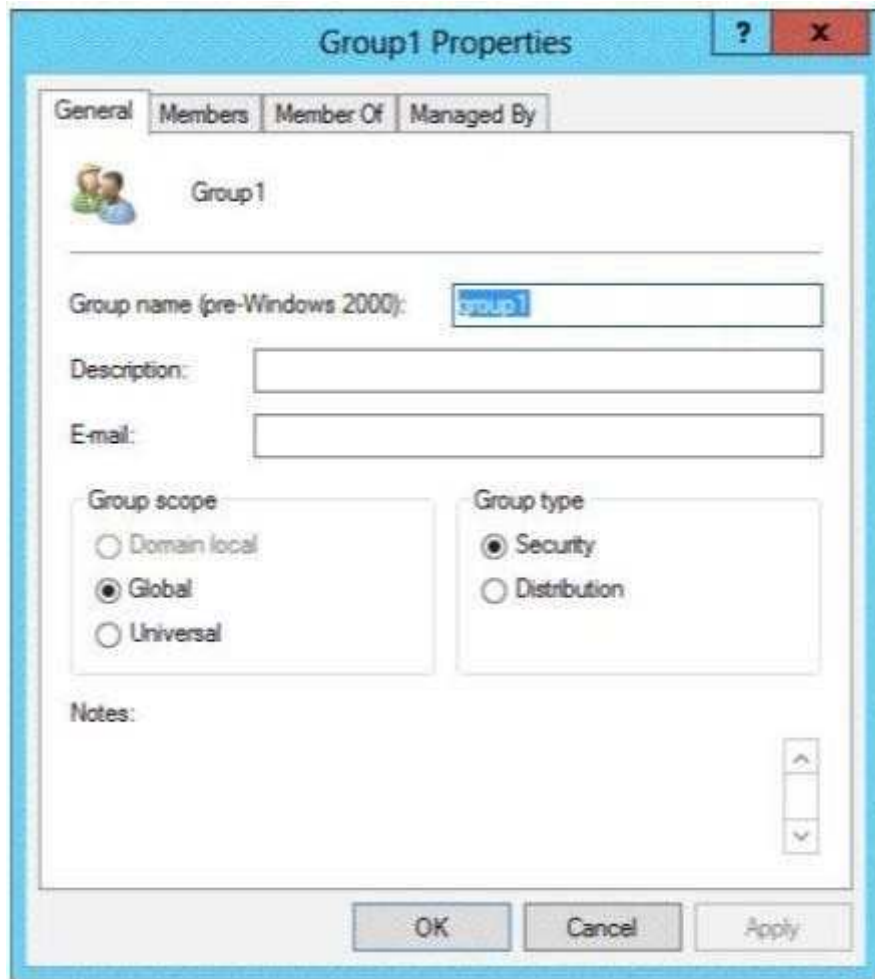 Group1 Properties
?
x
General Members Member Of Managed By
Group1
Group name (pre-Windows 2000): group1
Description:
E-mail:
Group scope
Group type
Domain local
Security
Global
Distribution
Universal
Notes:
OK Cancel Apply